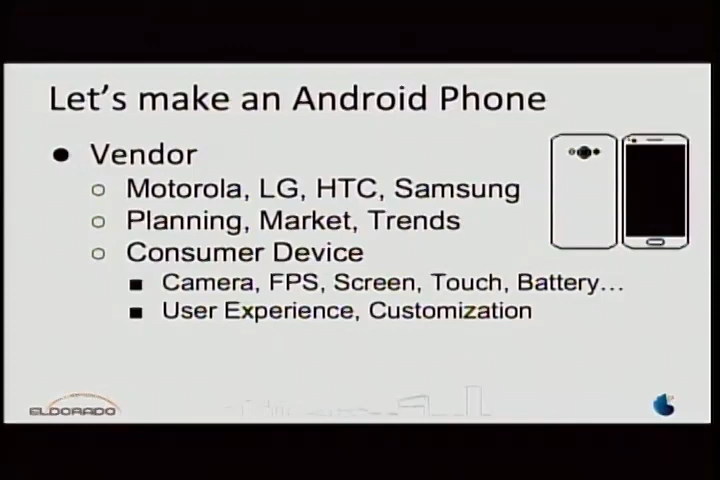 Let's make an Android Phone
● Vendor
○ Motorola, LG, HTC, Samsung
○ Planning, Market, Trends
○ Consumer Device
■ Camera, FPS, Screen, Touch, Battery…
■ User Experience, Customization
ELDORADO